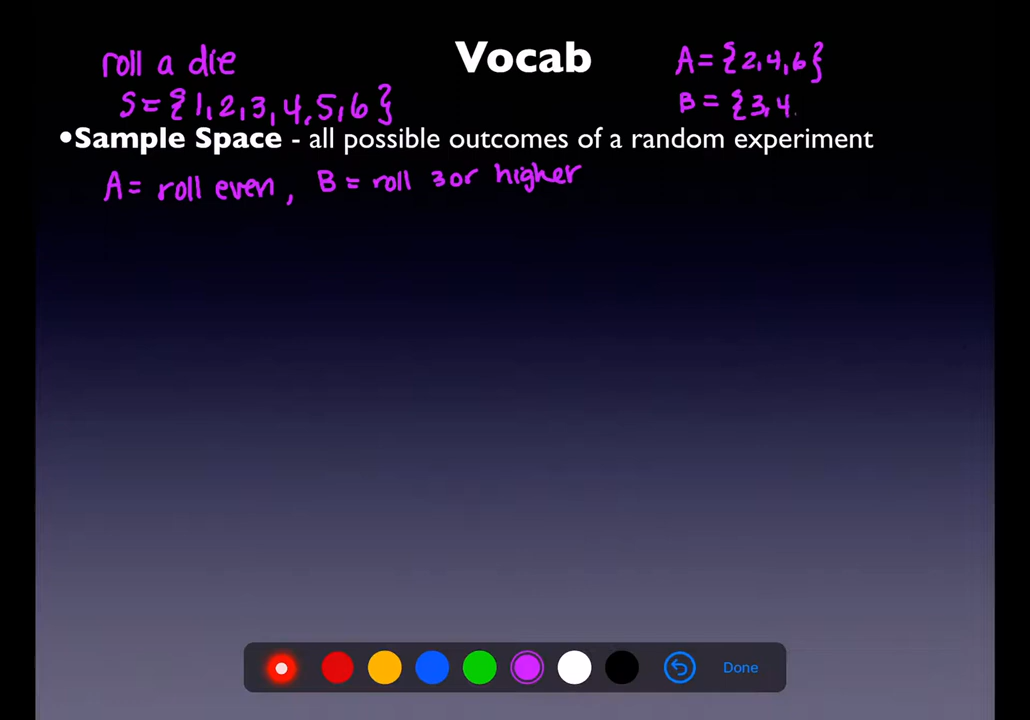 Vocab
roll a die
S = {1, 2, 3, 4, 5, 6}
A = {2, 4, 6}
B = {3, 4
•Sample Space - all possible outcomes of a random experiment
A = roll even, B = roll 3 or higher
Done